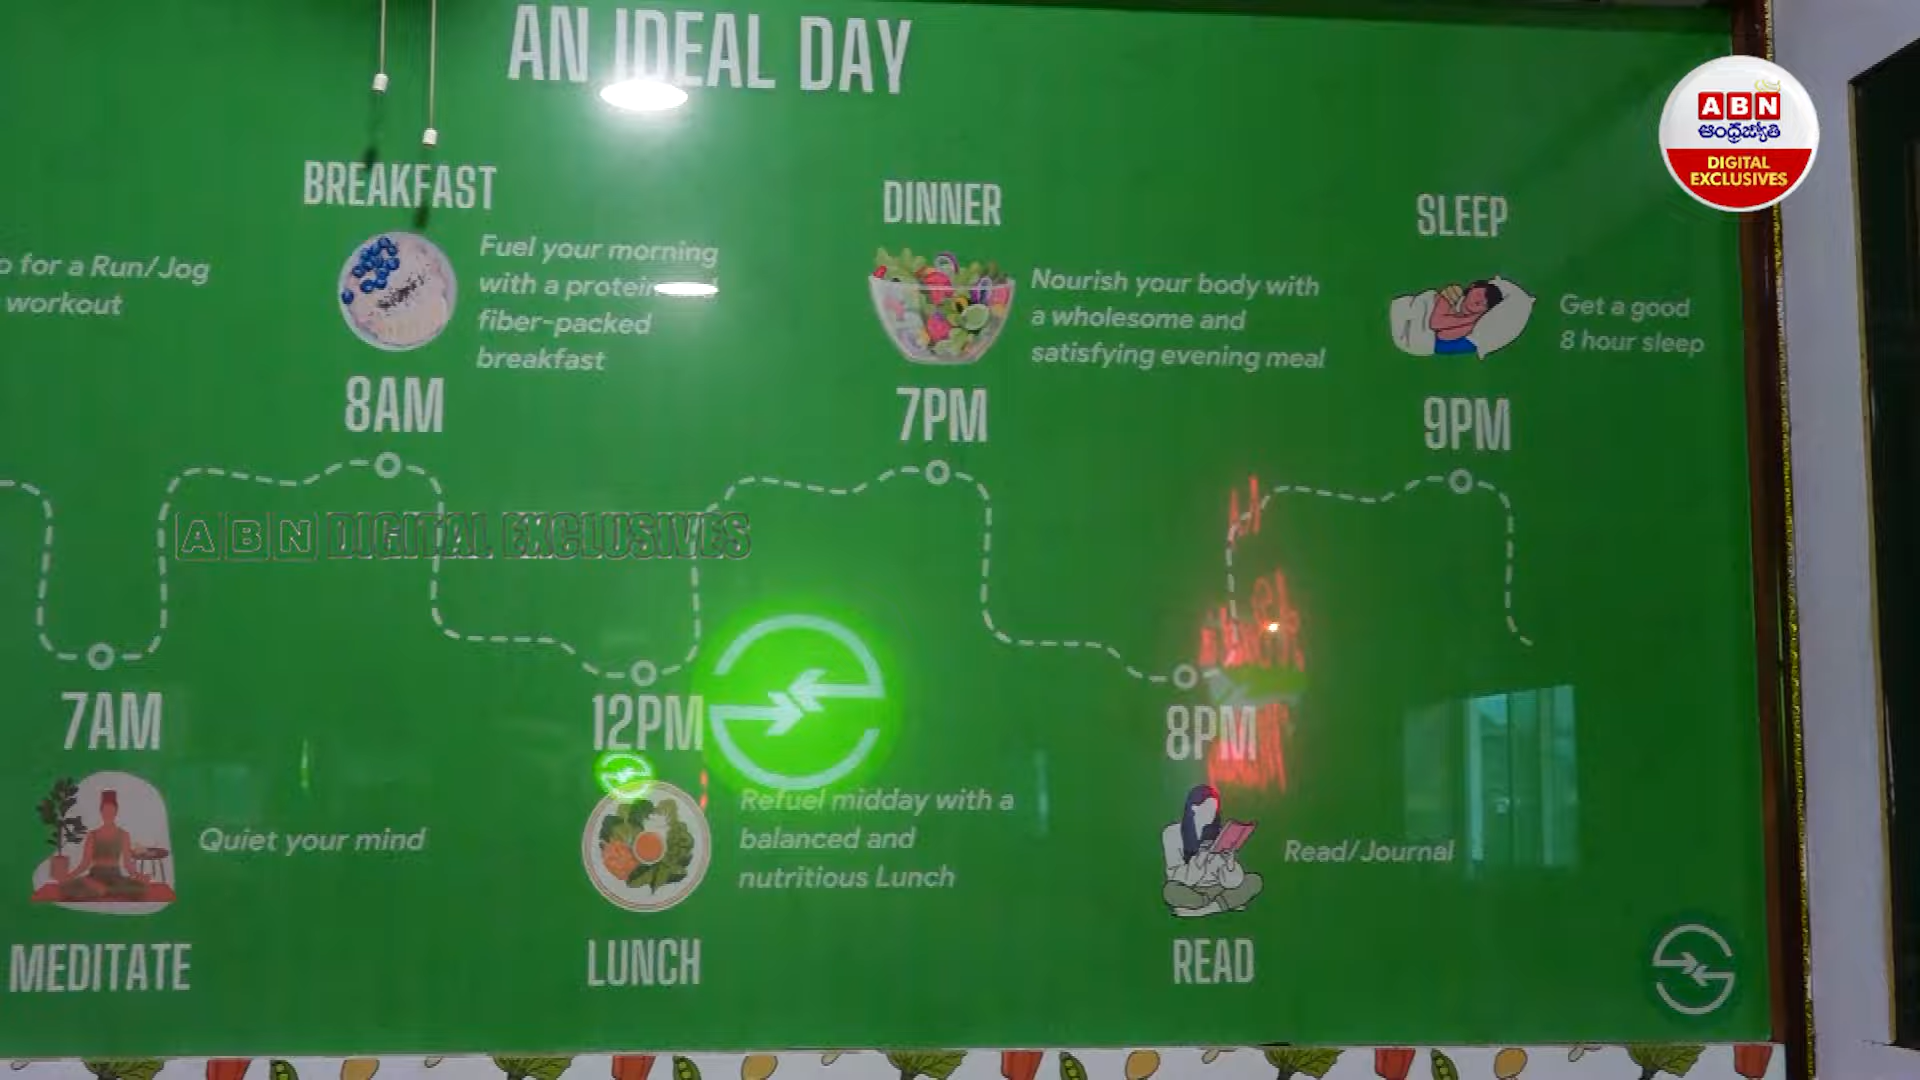 AN IDEAL DAY
ABN
ఆంధ్రజ్యోతి
DIGITAL
EXCLUSIVES
for a Run/Jog
workout
BREAKFAST
Fuel your morning
with a protein
fiber-packed
breakfast
8AM
DINNER
Nourish your body with
a wholesome and
satisfying evening meal
7PM
SLEEP
Get a good
8 hour sleep
9PM
ABN DIGITAL EXCLUSIVES
7AM
Quiet your mind
MEDITATE
12PM
Refuel midday with a
balanced and
nutritious Lunch
LUNCH
8PM
Read/Journal
READ